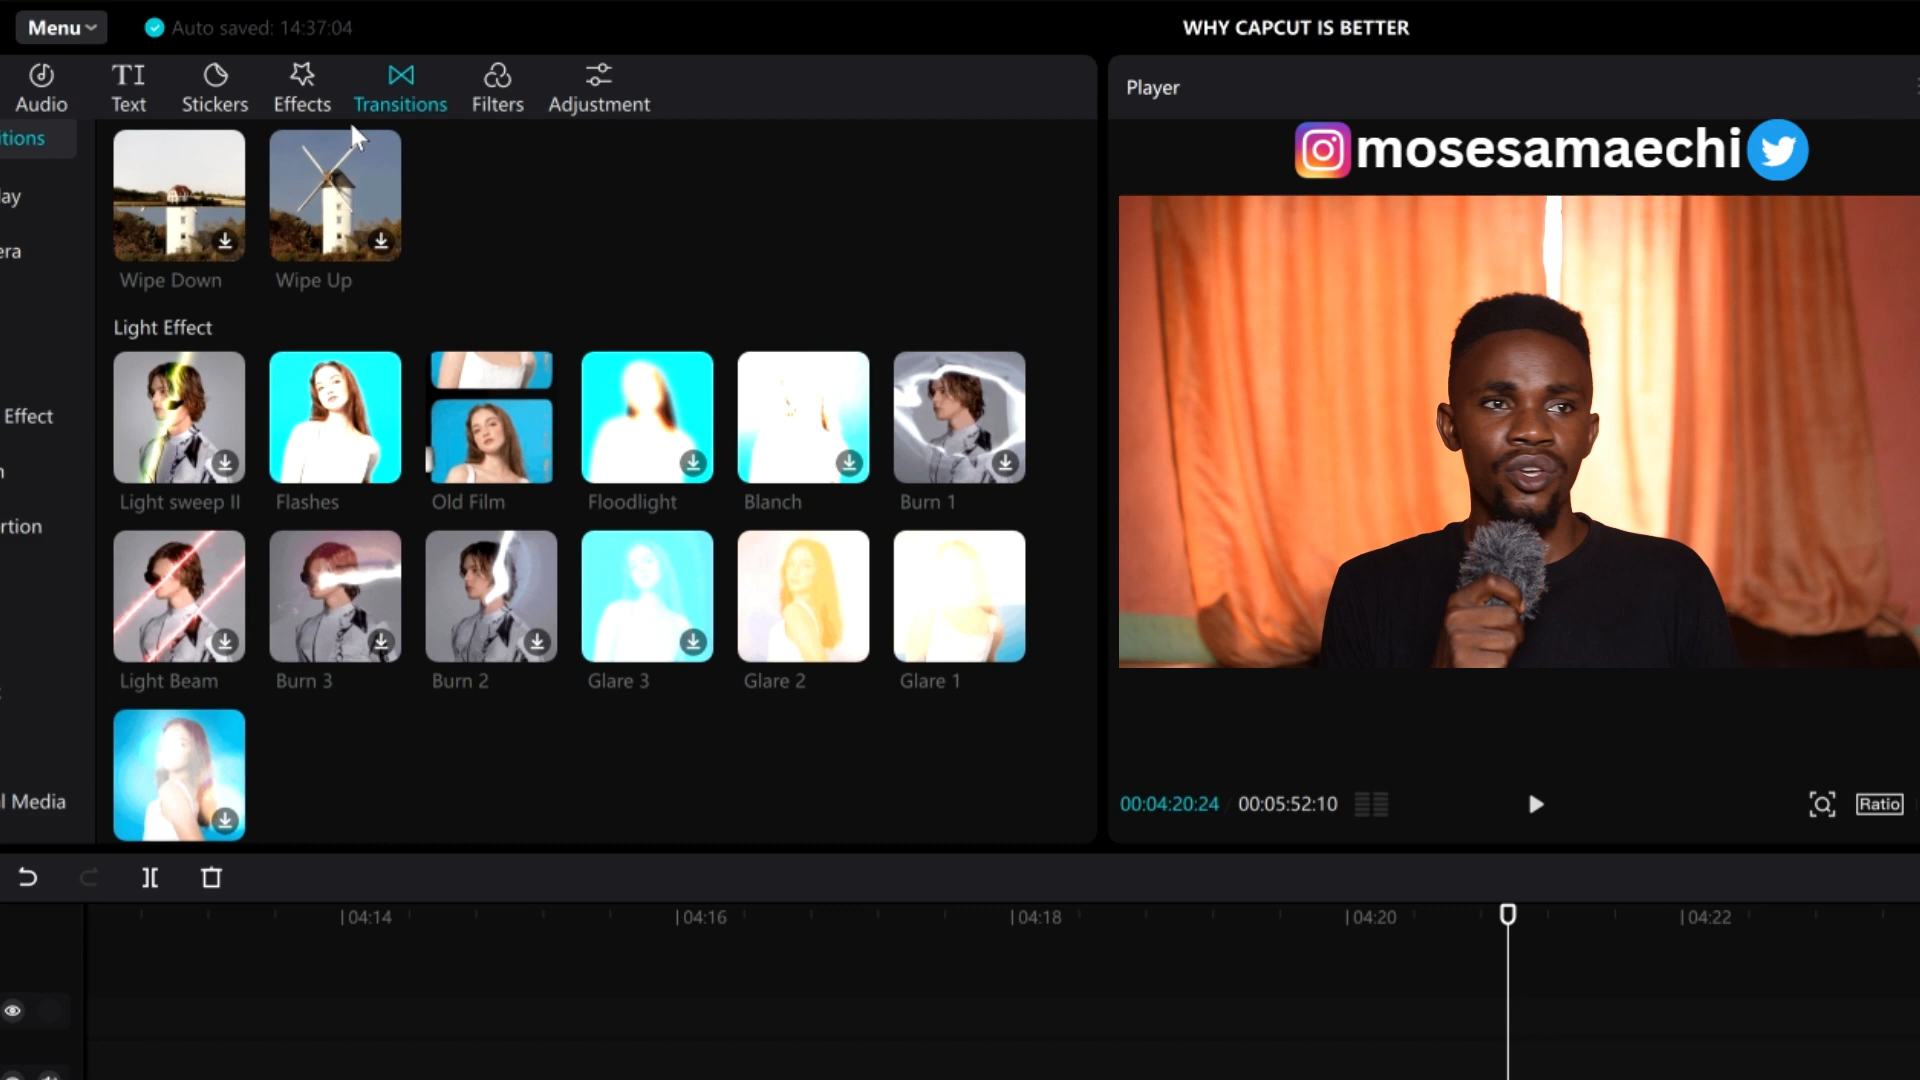 Menu
Auto saved: 14:37:04
WHY CAPCUT IS BETTER
Audio
Text
Stickers
Effects
Transitions
Filters
Adjustment
Player
itions
lay
era
Effect
n
rtion
l Media
mosesamaechi
Wipe Down
Wipe Up
Light Effect
Light sweep II
Flashes
Old Film
Floodlight
Blanch
Burn 1
Light Beam
Burn 3
Burn 2
Glare 3
Glare 2
Glare 1
00:04:20:24
00:05:52:10
Ratio
04:14
04:16
04:18
04:20
04:22